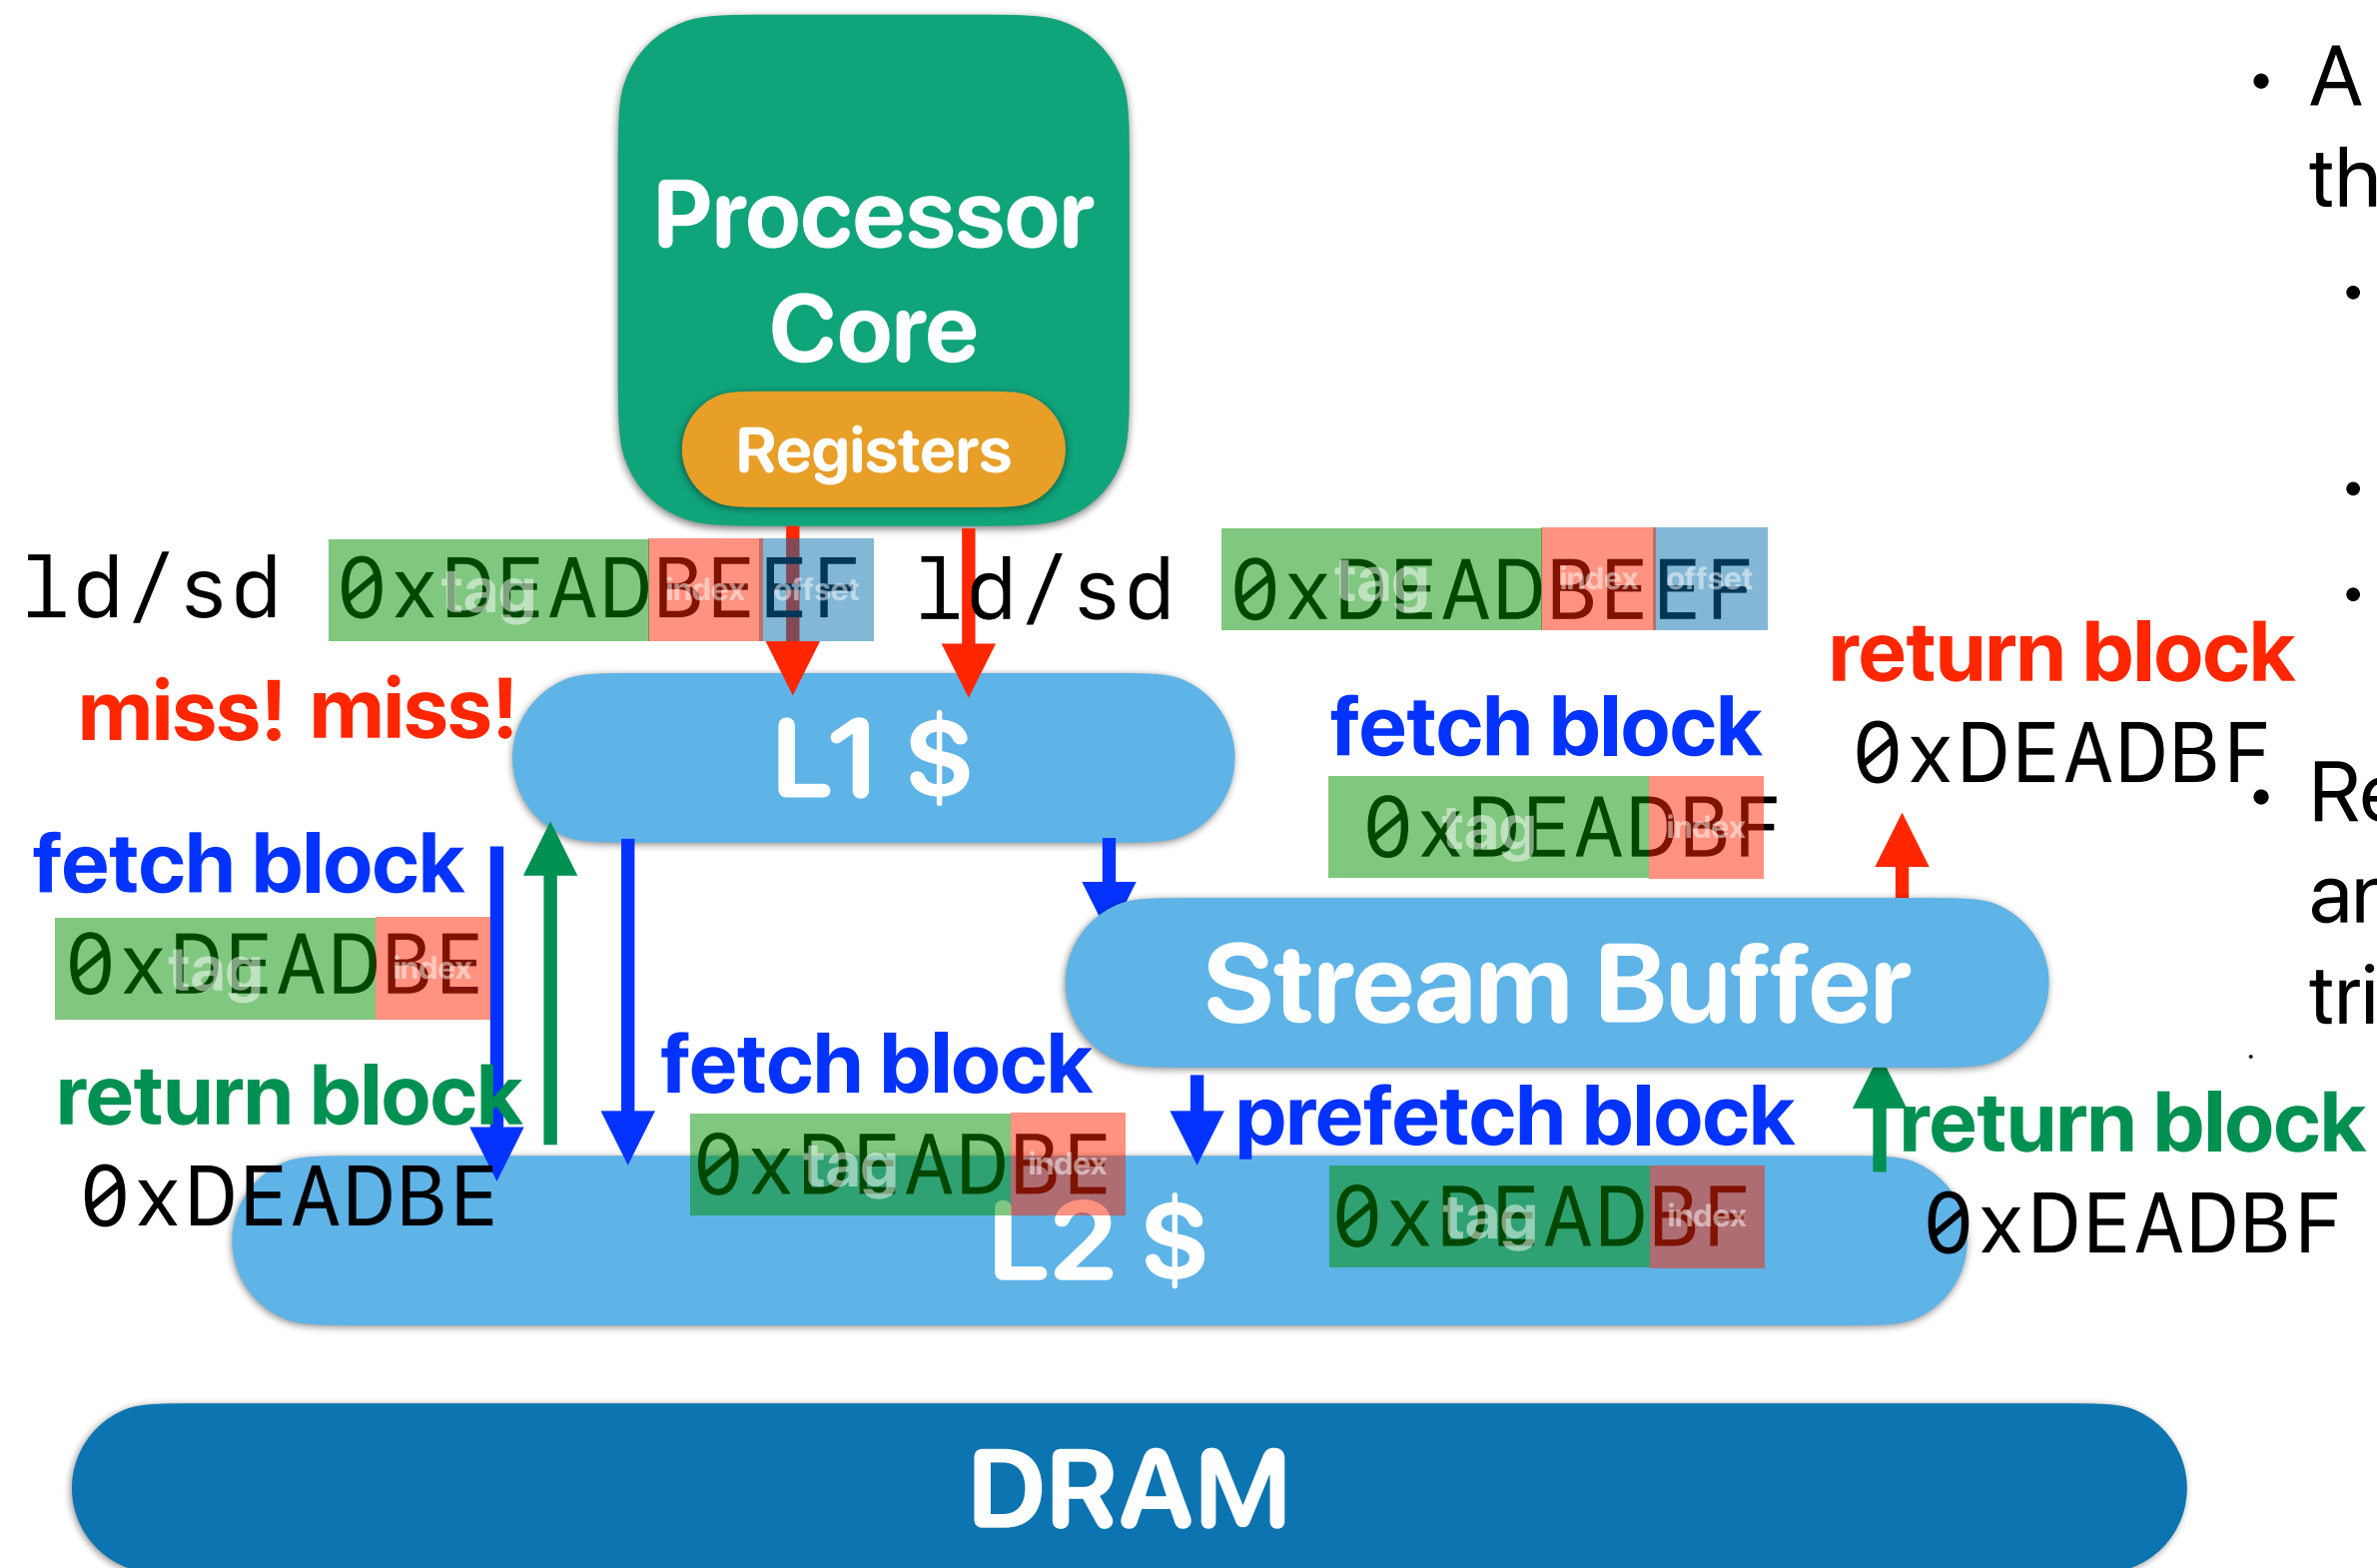 Processor
Core
Registers
ld/sd 0xDEADBEEF
tag index offset
ld/sd 0xDEADBEEF
tag index offset
miss! miss!
L1 $
fetch block
0xDEADBF
tag index
return block
0xDEADBF
fetch block
0xDEADBE
tag index
return block
0xDEADBE
Stream Buffer
fetch block
0xDEADBE
tag index
prefetch block
0xDEADBF
tag index
return block
0xDEADBF
L2 $
DRAM
• A
th
•
•
•
• Re
an
tri